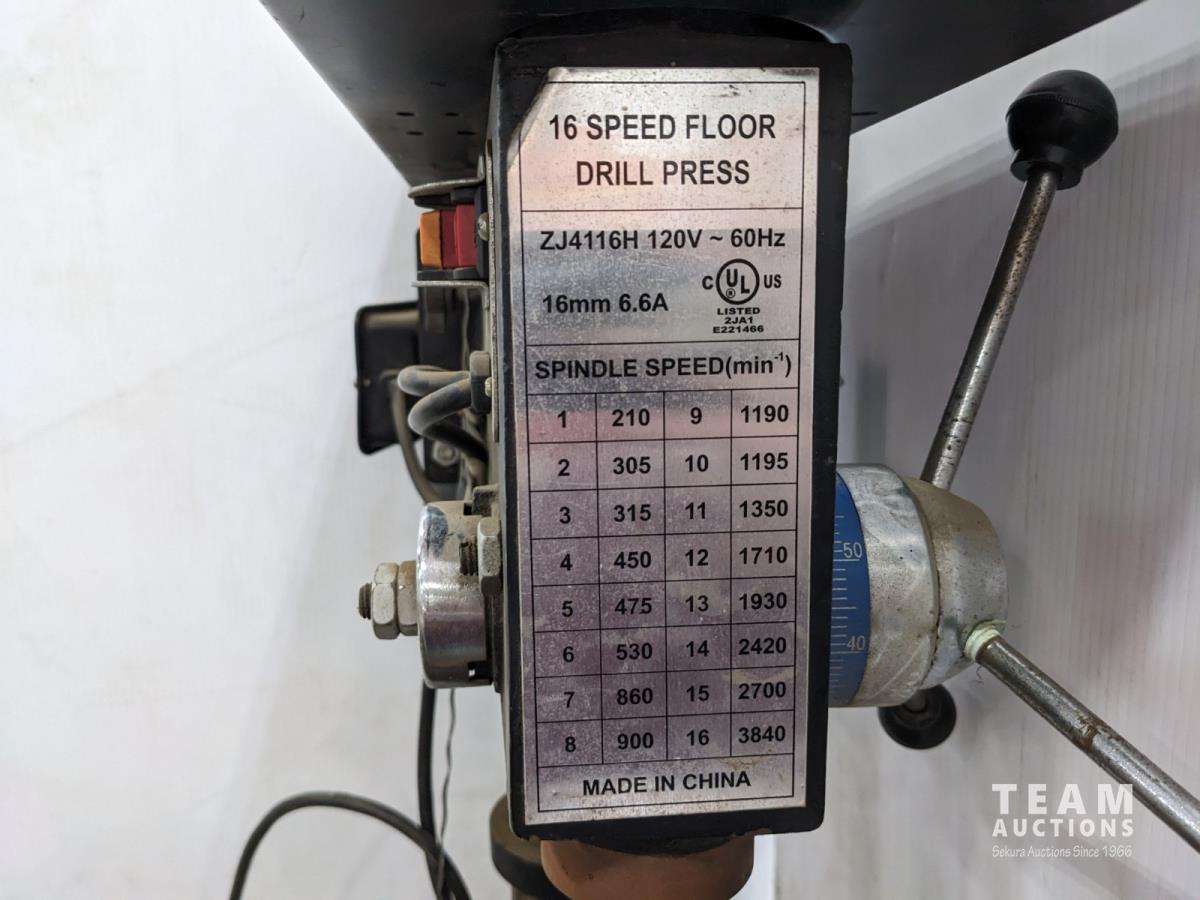 16 SPEED FLOOR
DRILL PRESS
ZJ4116H 120V ~ 60Hz
16mm 6.6A
C UL US
®
LISTED
2JA1
E221466
SPINDLE SPEED(min⁻¹)
1 210 9 1190
2 305 10 1195
3 315 11 1350
4 450 12 1710
5 475 13 1930
6 530 14 2420
7 860 15 2700
8 900 16 3840
MADE IN CHINA
50
40
TEAM
AUCTIONS
Sekura Auctions Since 1966